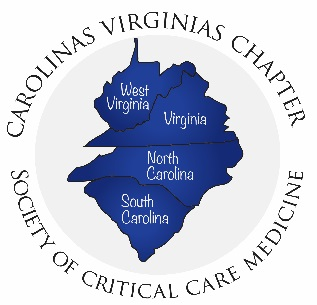 CAROLINAS VIRGINIAS CHAPTER
West
Virginia
Virginia
North
Carolina
South
Carolina
SOCIETY OF CRITICAL CARE MEDICINE